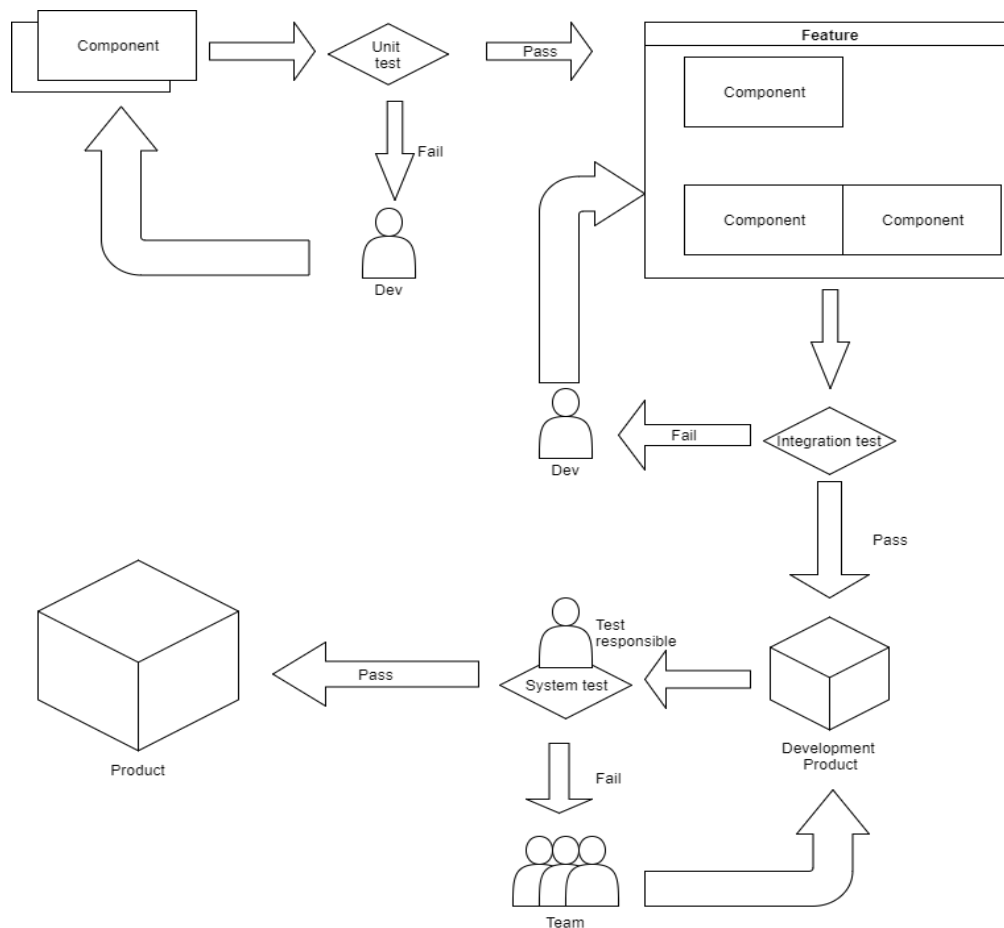 Component
Unit
test
Pass
Feature
Component
Fail
Component
Component
Dev
Integration test
Fail
Dev
Pass
Test
responsible
System test
Pass
Development
Product
Product
Fail
Team